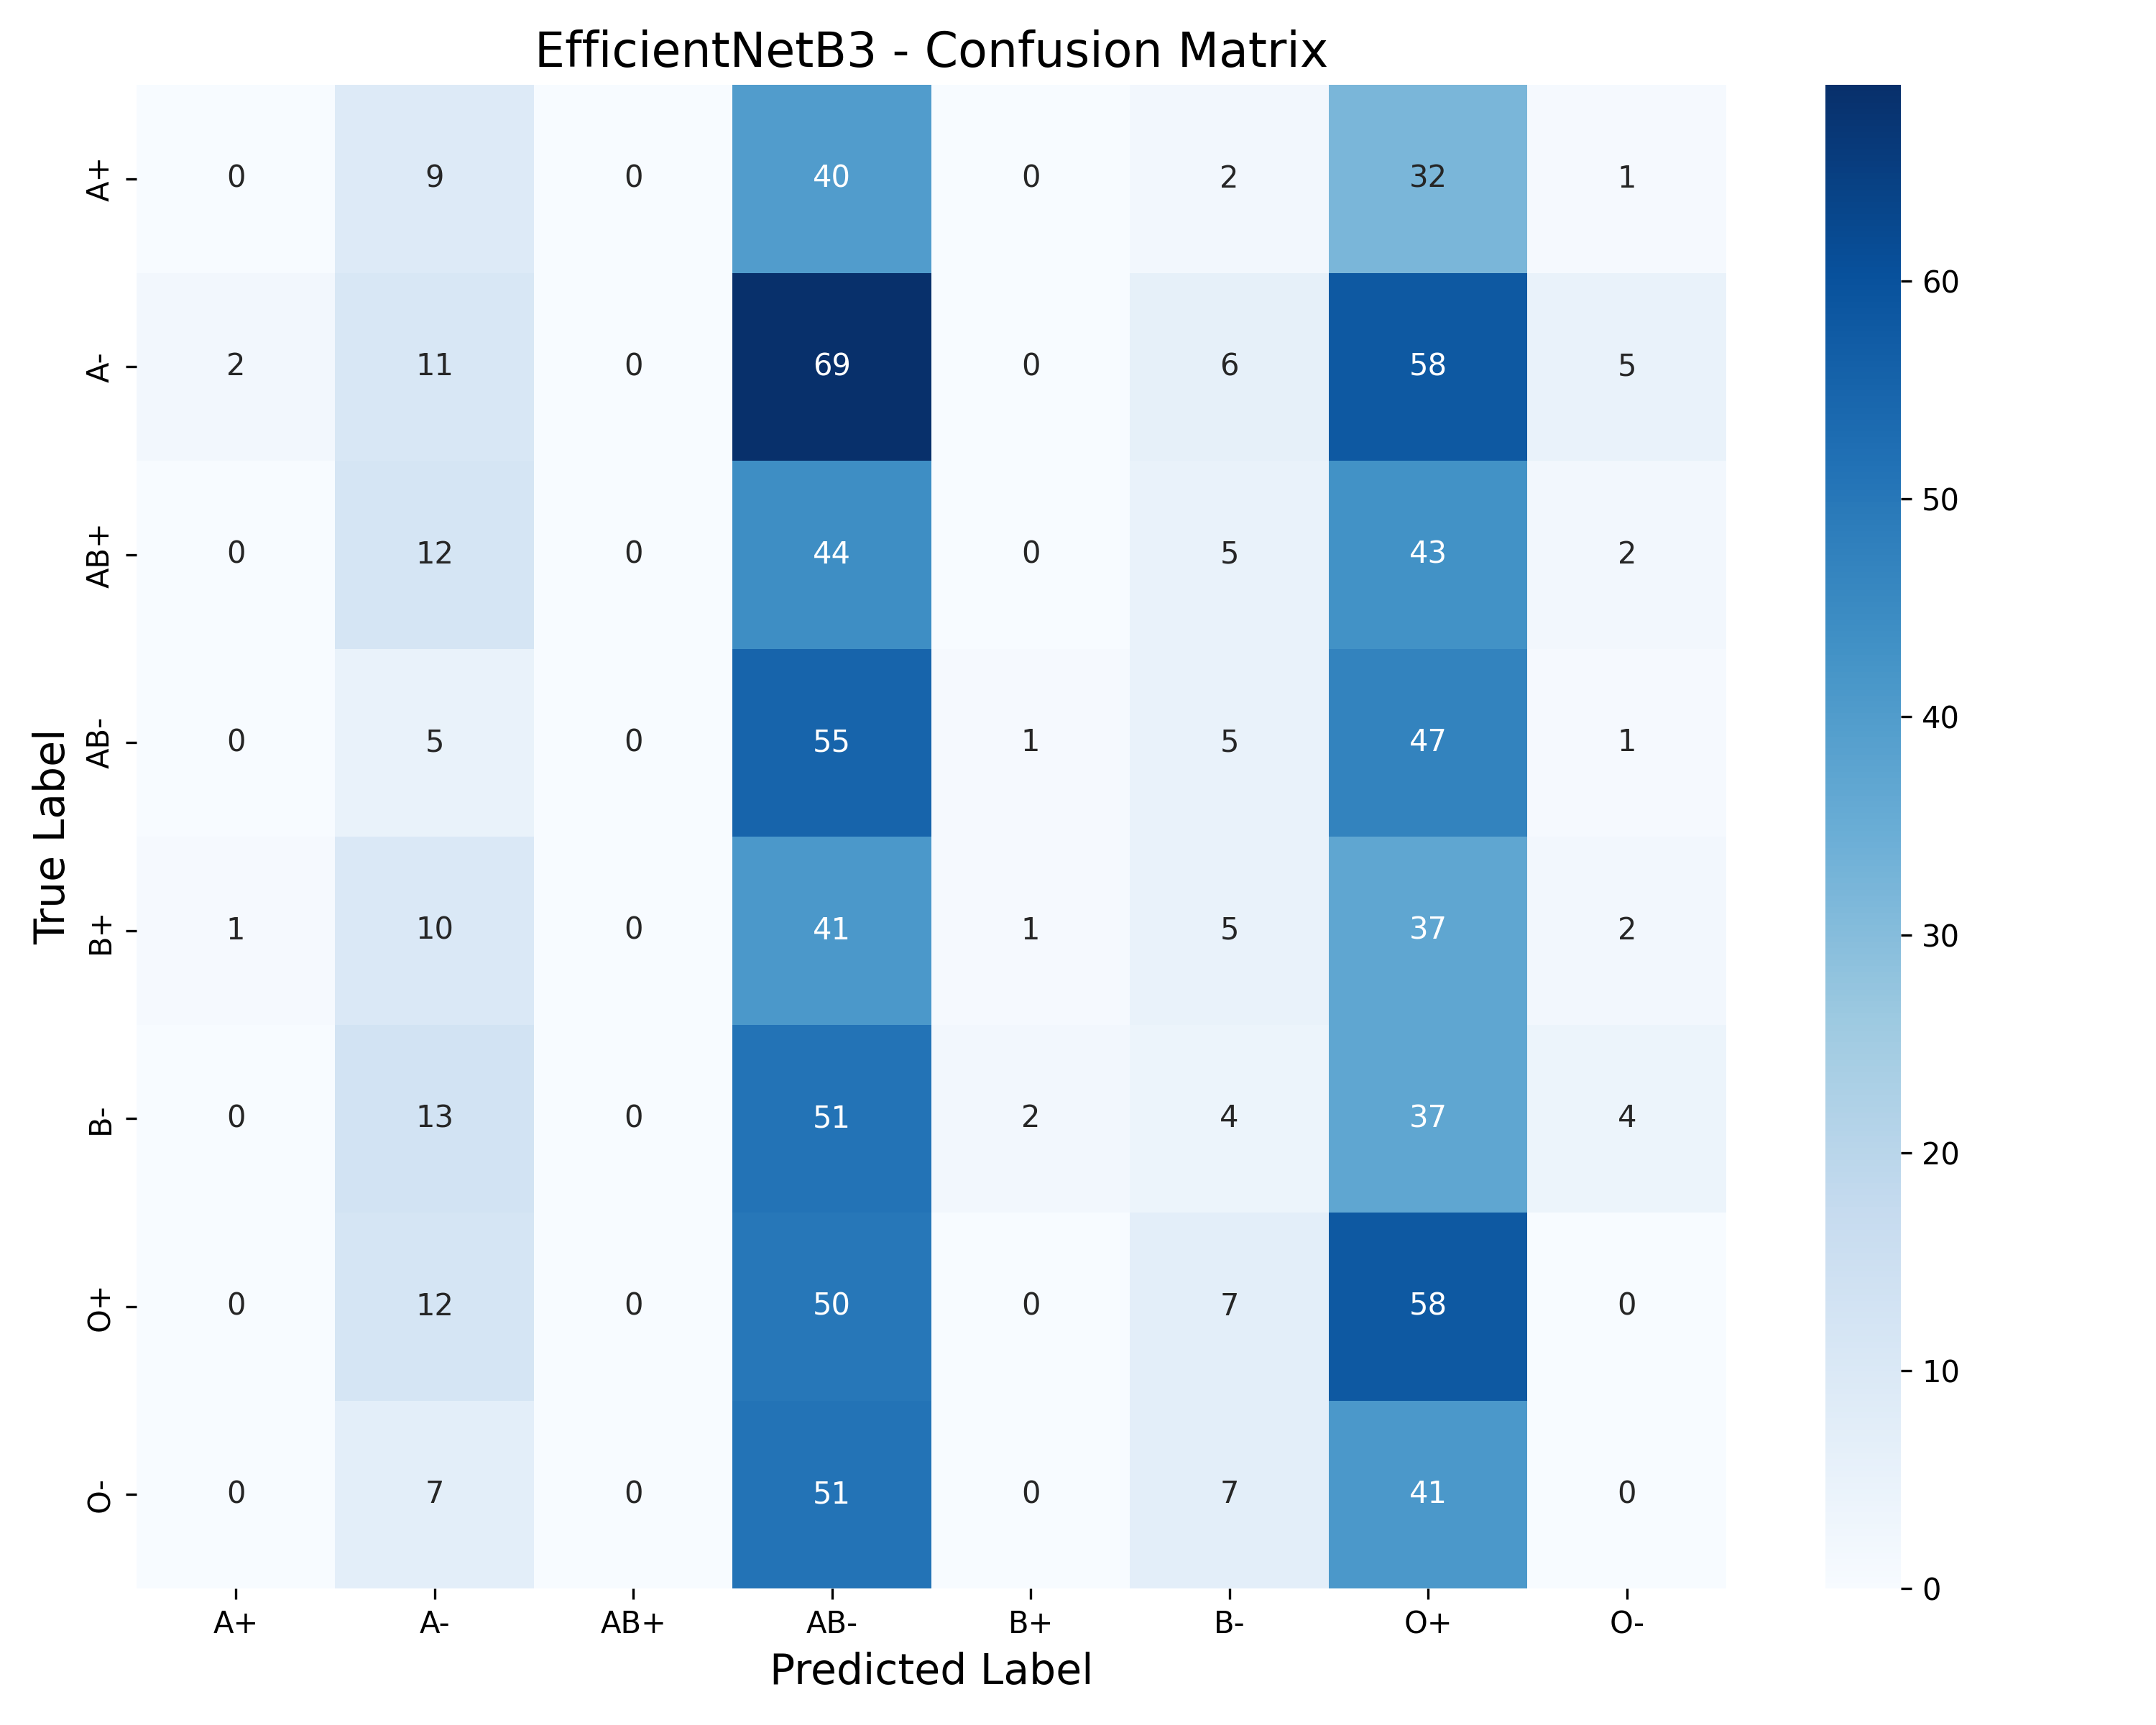 EfficientNetB3 - Confusion Matrix
A+ 0 9 0 40 0 2 32 1
A- 2 11 0 69 0 6 58 5
AB+ 0 12 0 44 0 5 43 2
AB- 0 5 0 55 1 5 47 1
B+ 1 10 0 41 1 5 37 2
B- 0 13 0 51 2 4 37 4
O+ 0 12 0 50 0 7 58 0
O- 0 7 0 51 0 7 41 0
A+ A- AB+ AB- B+ B- O+ O-
Predicted Label
True Label
60
50
40
30
20
10
0